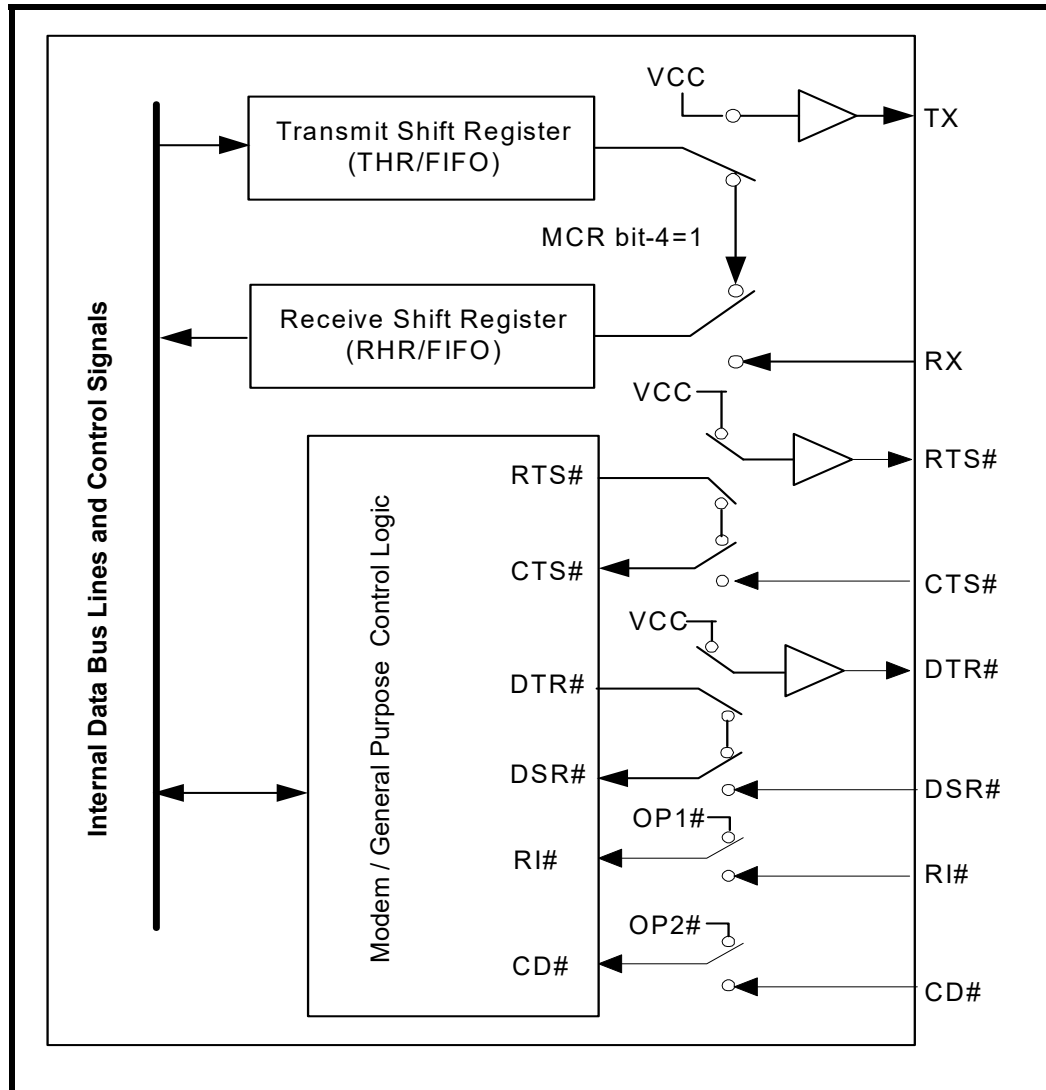 VCC
TX
Transmit Shift Register
(THR/FIFO)
MCR bit-4=1
Receive Shift Register
(RHR/FIFO)
RX
VCC
RTS#
RTS#
CTS#
CTS#
VCC
DTR#
DTR#
DSR#
DSR#
OP1#
RI#
RI#
OP2#
CD#
CD#
Internal Data Bus Lines and Control Signals
Modem / General Purpose Control Logic